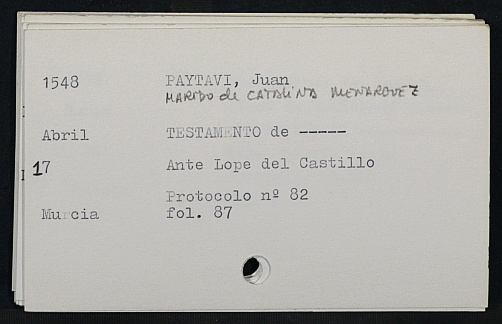 1548 PAYTAVI, Juan
MARIDO de CATALINA MENARGUEZ
Abril TESTAMENTO de -----
17 Ante Lope del Castillo
Protocolo nº 82
Murcia fol. 87